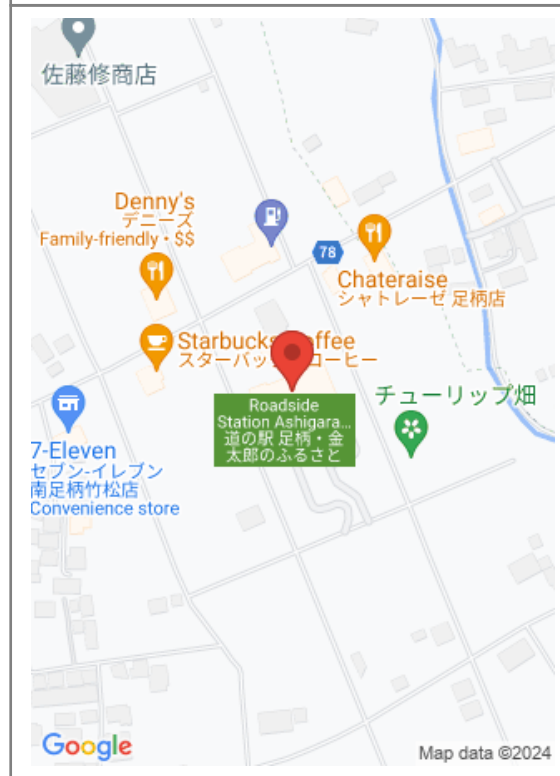 佐藤修商店
Denny's
デニーズ
Family-friendly • $$
78
Chateraise
シャトレーゼ 足柄店
Starbucks Coffee
スターバックスコーヒー
Roadside
Station Ashigara...
道の駅 足柄・金
太郎のふるさと
チューリップ畑
7-Eleven
セブン-イレブン
南足柄竹松店
Convenience store
Google
Map data ©2024